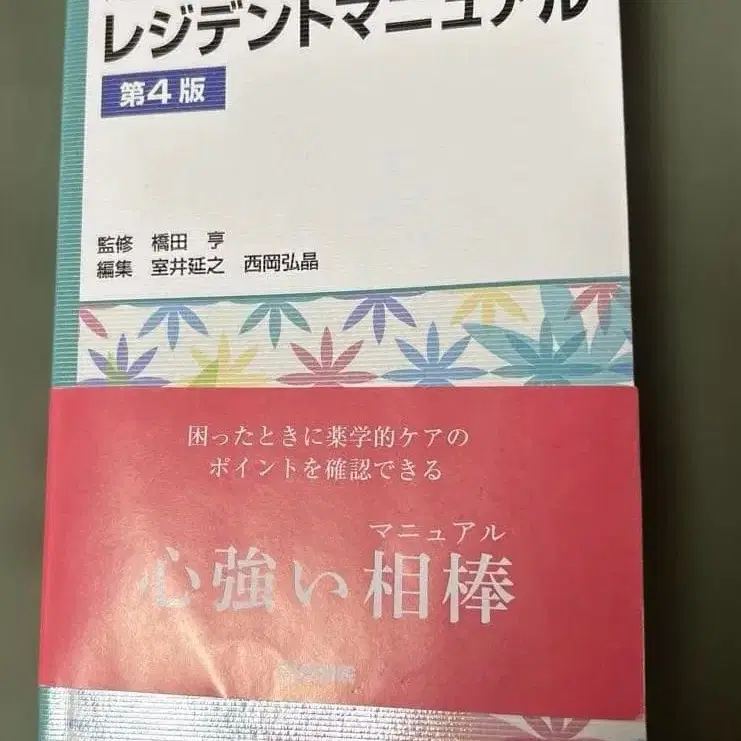 レジデントマニュアル
第4版
監修 橋田 亨
編集 室井延之 西岡弘晶
困ったときに薬学的ケアの
ポイントを確認できる
マニュアル
心強い相棒